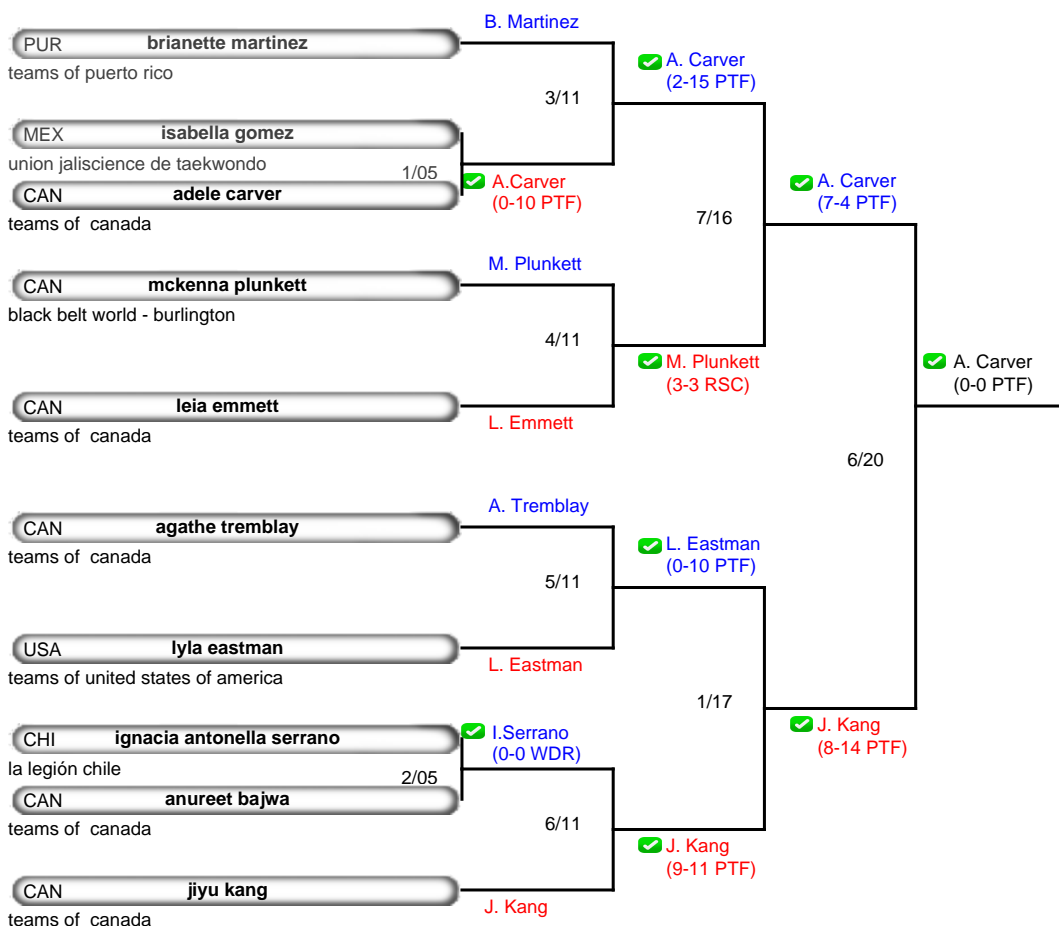 B. Martinez
PUR brianette martinez
teams of puerto rico
A. Carver
(2-15 PTF)
3/11
MEX isabella gomez
union jaliscience de taekwondo
1/05
CAN adele carver
teams of canada
A.Carver
(0-10 PTF)
A. Carver
(7-4 PTF)
7/16
M. Plunkett
CAN mckenna plunkett
black belt world - burlington
4/11
M. Plunkett
(3-3 RSC)
A. Carver
(0-0 PTF)
CAN leia emmett
teams of canada
L. Emmett
6/20
A. Tremblay
CAN agathe tremblay
teams of canada
L. Eastman
(0-10 PTF)
5/11
USA lyla eastman
teams of united states of america
L. Eastman
1/17
CHI ignacia antonella serrano
la legión chile
I.Serrano
(0-0 WDR)
J. Kang
(8-14 PTF)
2/05
CAN anureet bajwa
teams of canada
6/11
J. Kang
(9-11 PTF)
CAN jiyu kang
teams of canada
J. Kang